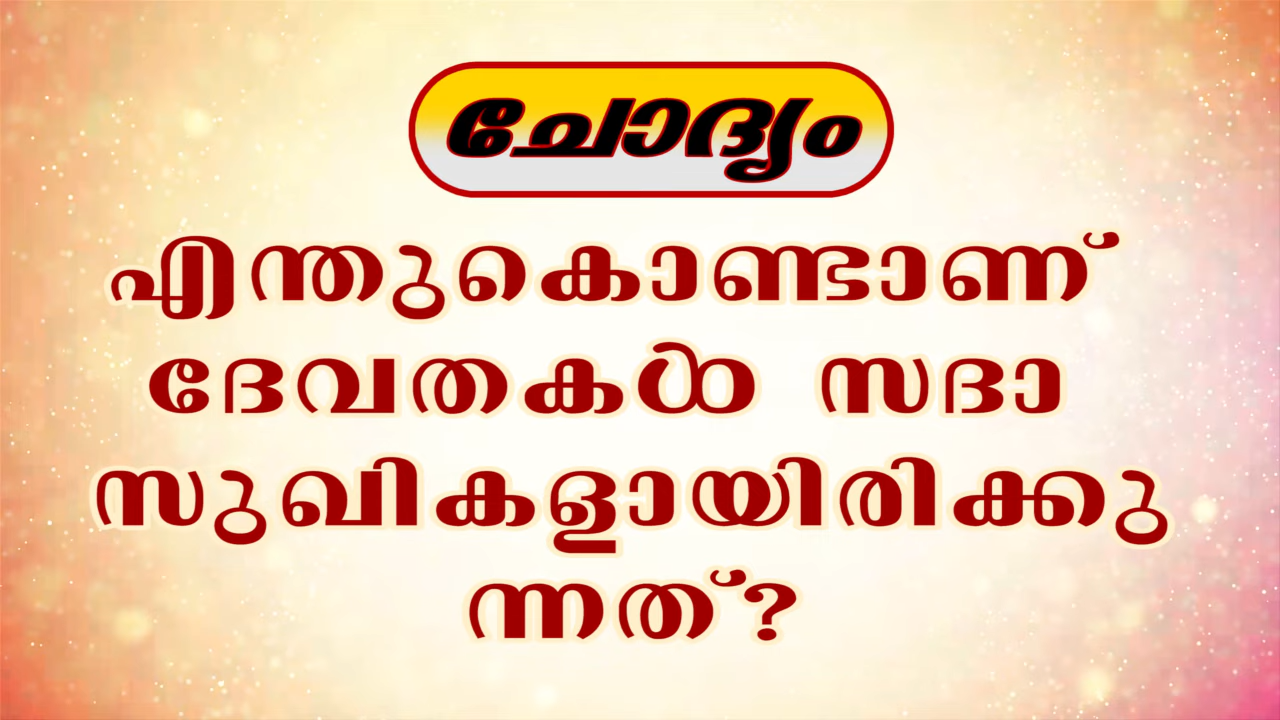 ചോദ്യം
എന്തുകൊണ്ടാണ്
ദേവതകൾ സദാ
സുഖികളായിരിക്കു
ന്നത്?